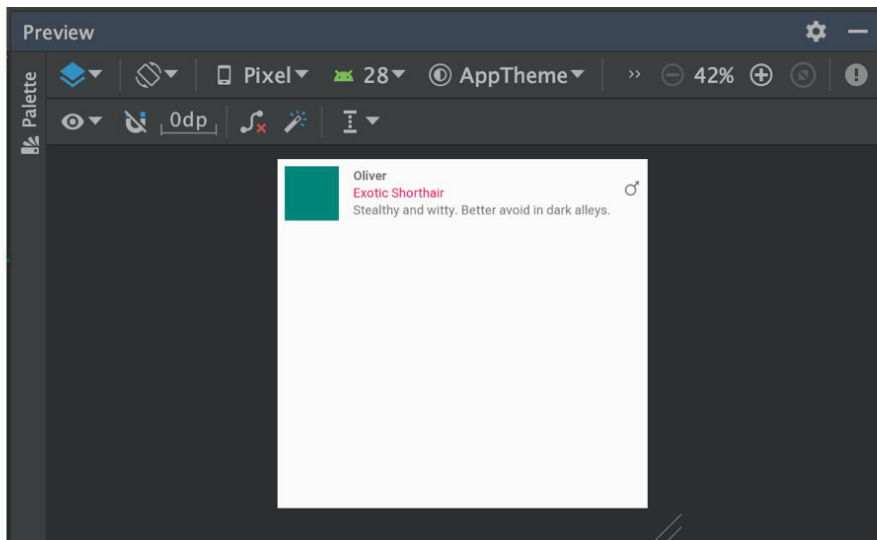 Preview
Palette
Pixel 28 AppTheme >> 42%
0dp
Oliver
Exotic Shorthair
♂
Stealthy and witty. Better avoid in dark alleys.